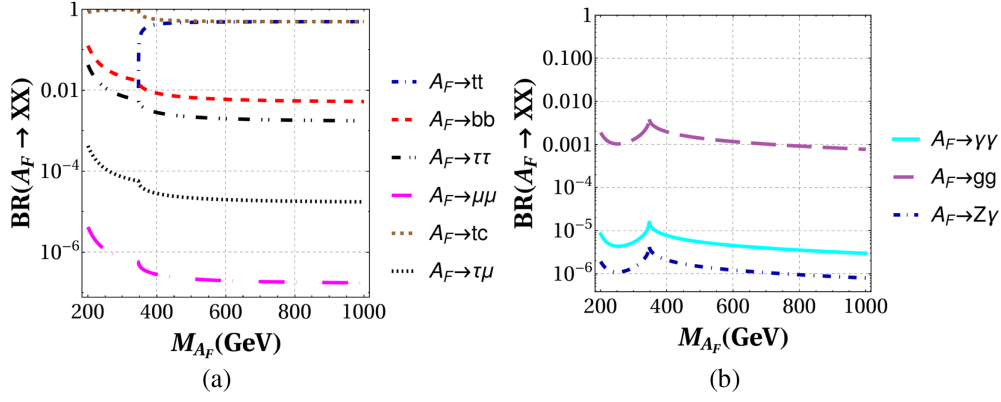 BR(A_F → XX)
1
0.01
10^-4
10^-6
200 400 600 800 1000
M_{A_F}(GeV)
(a)
A_F→tt
A_F→bb
A_F→ττ
A_F→μμ
A_F→tc
A_F→τμ
BR(A_F → XX)
1
0.100
0.010
0.001
10^-4
10^-5
10^-6
200 400 600 800 1000
M_{A_F}(GeV)
(b)
A_F→γγ
A_F→gg
A_F→Zγ